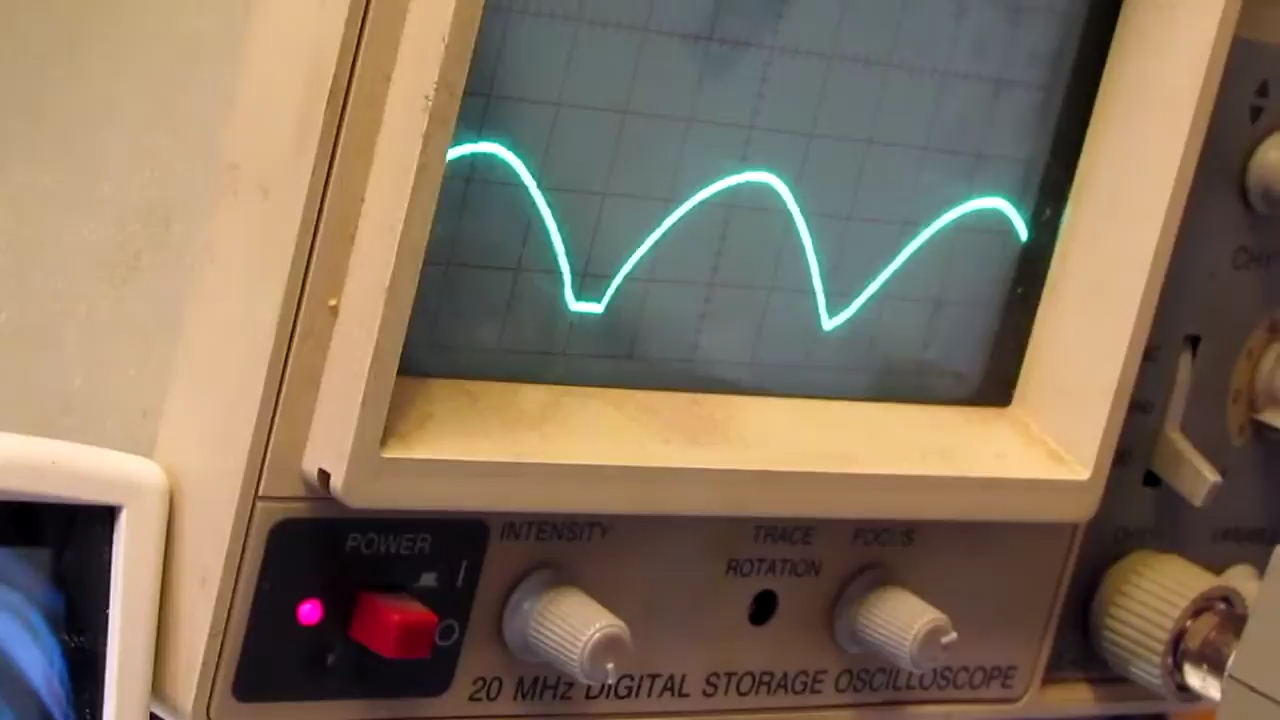 POWER
INTENSITY
TRACE
ROTATION
FOCUS
20 MHz DIGITAL STORAGE OSCILLOSCOPE